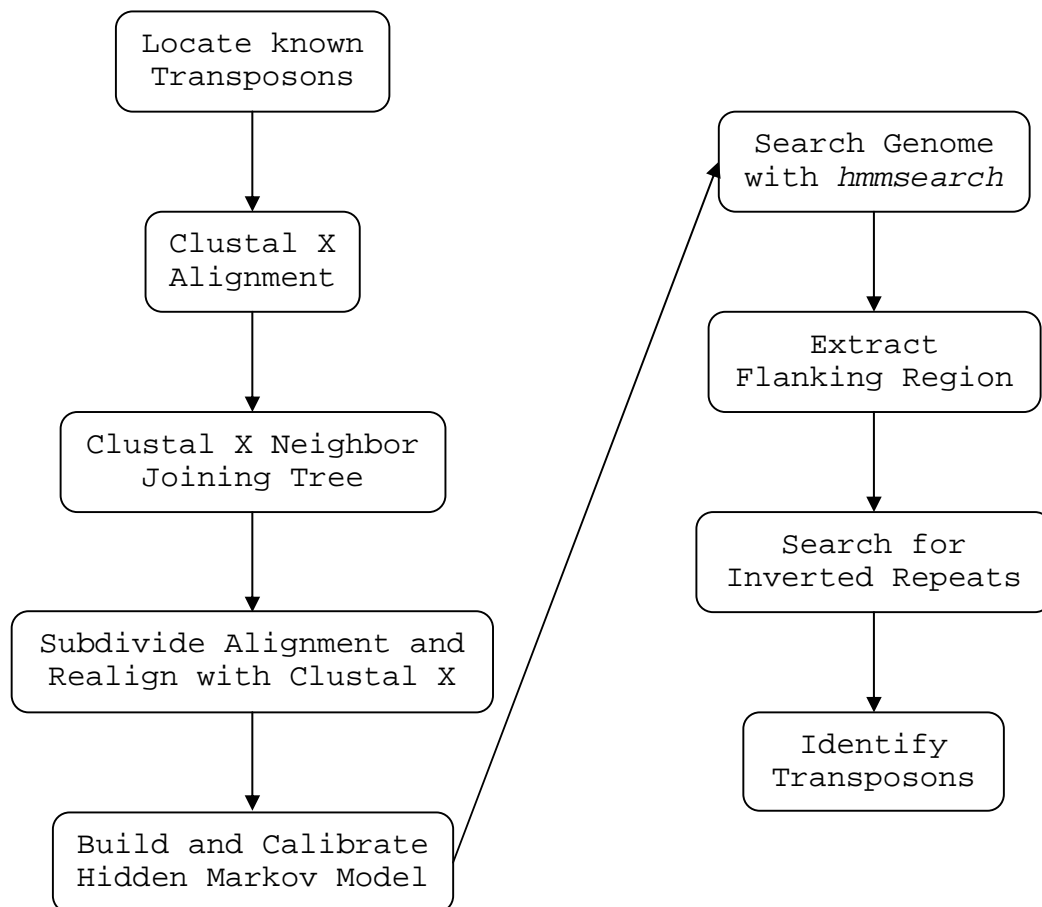 Locate known
Transposons
Clustal X
Alignment
Clustal X Neighbor
Joining Tree
Subdivide Alignment and
Realign with Clustal X
Build and Calibrate
Hidden Markov Model
Search Genome
with hmmsearch
Extract
Flanking Region
Search for
Inverted Repeats
Identify
Transposons